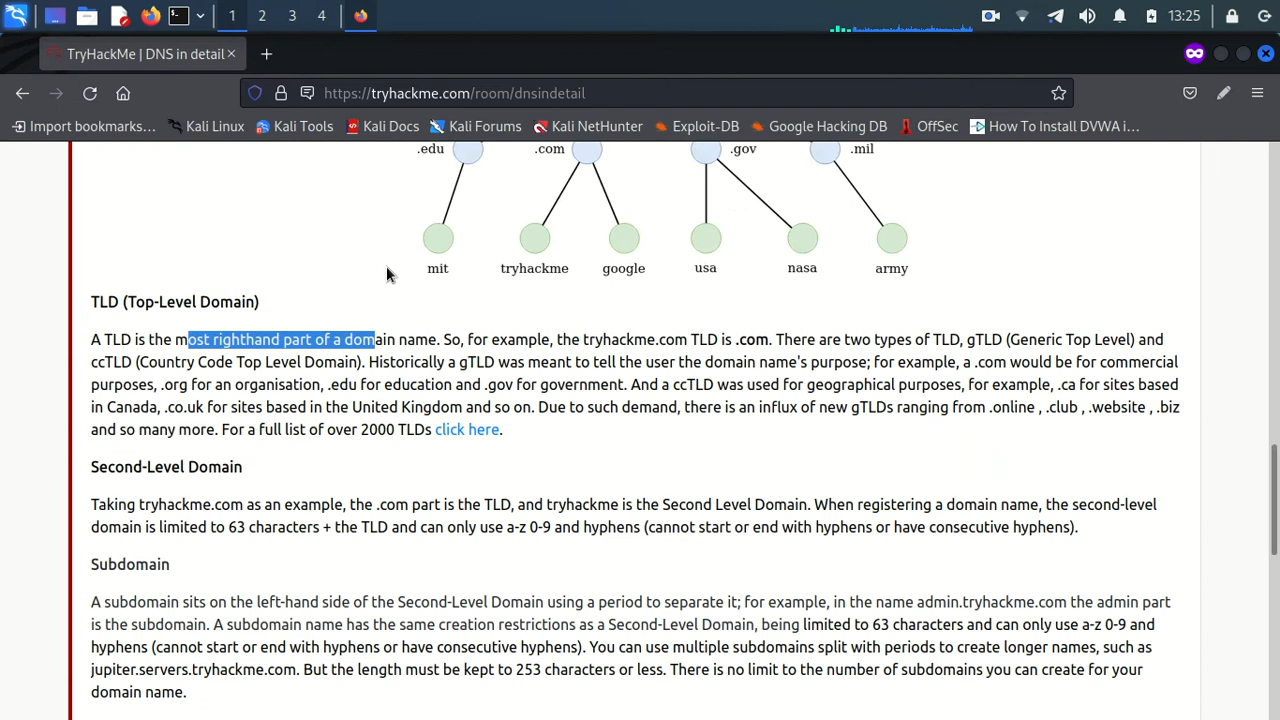 1 2 3 4 13:25
TryHackMe | DNS in detail
https://tryhackme.com/room/dnsindetail
Import bookmarks... Kali Linux Kali Tools Kali Docs Kali Forums Kali NetHunter Exploit-DB Google Hacking DB OffSec How To Install DVWA i...
.edu .com .gov .mil
mit tryhackme google usa nasa army
TLD (Top-Level Domain)
A TLD is the most righthand part of a domain name. So, for example, the tryhackme.com TLD is .com. There are two types of TLD, gTLD (Generic Top Level) and
ccTLD (Country Code Top Level Domain). Historically a gTLD was meant to tell the user the domain name's purpose; for example, a .com would be for commercial
purposes, .org for an organisation, .edu for education and .gov for government. And a ccTLD was used for geographical purposes, for example, .ca for sites based
in Canada, .co.uk for sites based in the United Kingdom and so on. Due to such demand, there is an influx of new gTLDs ranging from .online , .club , .website , .biz
and so many more. For a full list of over 2000 TLDs click here.
Second-Level Domain
Taking tryhackme.com as an example, the .com part is the TLD, and tryhackme is the Second Level Domain. When registering a domain name, the second-level
domain is limited to 63 characters + the TLD and can only use a-z 0-9 and hyphens (cannot start or end with hyphens or have consecutive hyphens).
Subdomain
A subdomain sits on the left-hand side of the Second-Level Domain using a period to separate it; for example, in the name admin.tryhackme.com the admin part
is the subdomain. A subdomain name has the same creation restrictions as a Second-Level Domain, being limited to 63 characters and can only use a-z 0-9 and
hyphens (cannot start or end with hyphens or have consecutive hyphens). You can use multiple subdomains split with periods to create longer names, such as
jupiter.servers.tryhackme.com. But the length must be kept to 253 characters or less. There is no limit to the number of subdomains you can create for your
domain name.